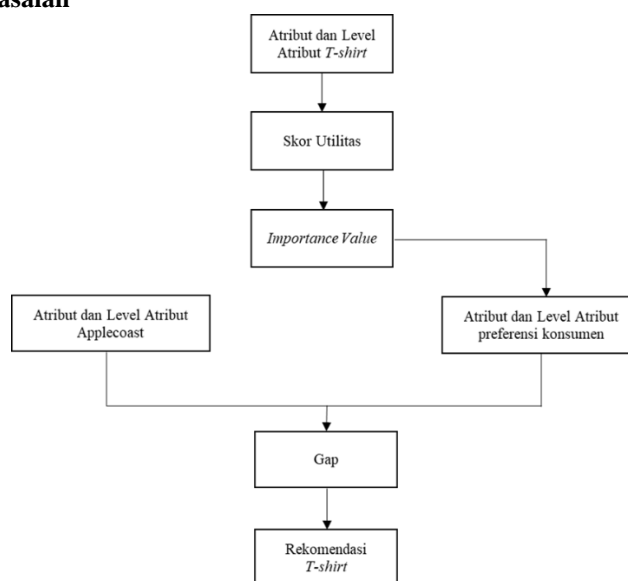 Atribut dan Level
Atribut T-shirt
Skor Utilitas
Importance Value
Atribut dan Level Atribut
Applecoast
Atribut dan Level Atribut
preferensi konsumen
Gap
Rekomendasi
T-shirt